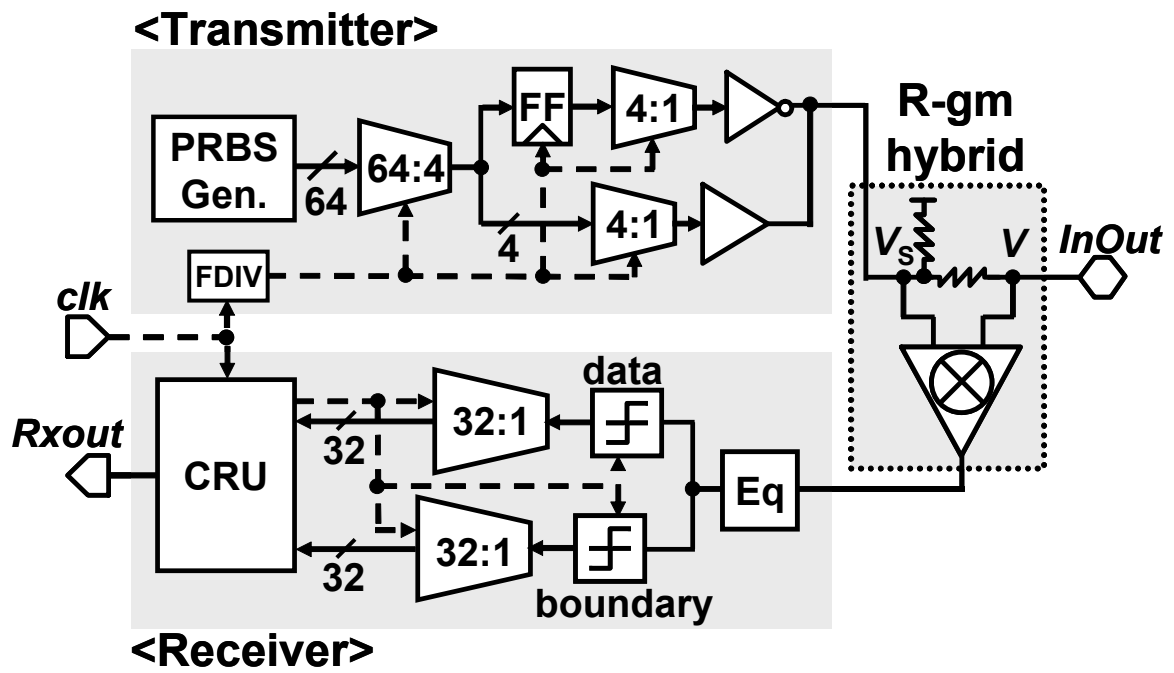 <Transmitter>
PRBS
Gen.
64
64:4
FF
4:1
4
4:1
FDIV
clk
R-gm
hybrid
VS
V
InOut
<Receiver>
data
32:1
32
Rxout
CRU
Eq
32:1
32
boundary